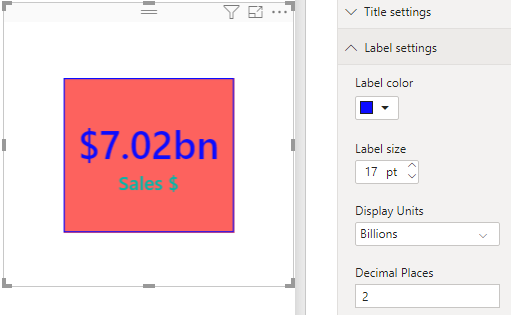 Title settings
Label settings
Label color
$7.02bn
Sales $
Label size
17 pt
Display Units
Billions
Decimal Places
2